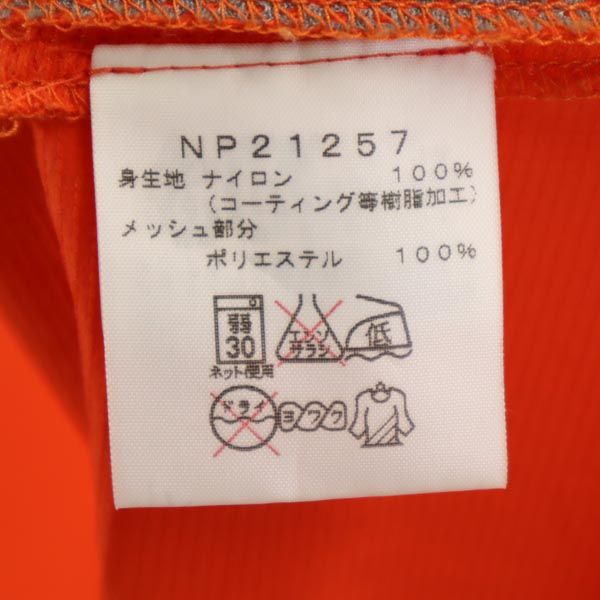 NP21257
身生地 ナイロン 100%
（コーティング等樹脂加工）
メッシュ部分
ポリエステル 100%
弱
30
ネット使用
エンソ
サラシ
低
ドライ
ヨワク